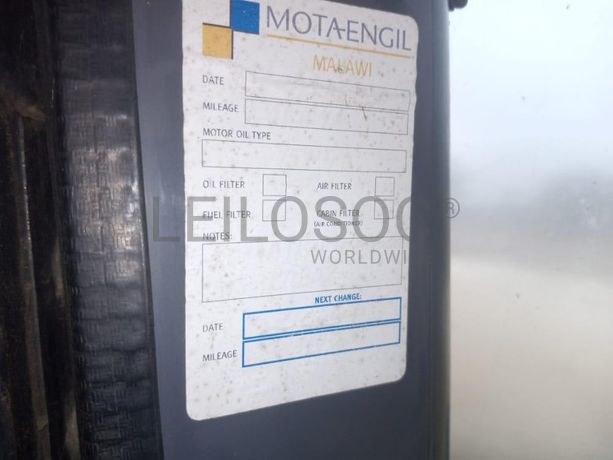 MOTA-ENGIL
MALAWI
DATE
MILEAGE
MOTOR OIL TYPE
OIL FILTER AIR FILTER
FUEL FILTER CABIN FILTER
(AIR CONDITIONER)
LEILOSOC®
NOTES:
WORLDWI
NEXT CHANGE:
DATE
MILEAGE